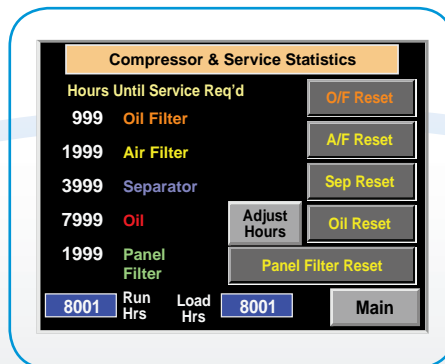 Compressor & Service Statistics
Hours Until Service Req'd
O/F Reset
999 Oil Filter
A/F Reset
1999 Air Filter
3999 Separator
Sep Reset
7999 Oil
Adjust
Hours
Oil Reset
1999 Panel
Filter
Panel Filter Reset
8001
Run
Hrs
Load
Hrs
8001
Main